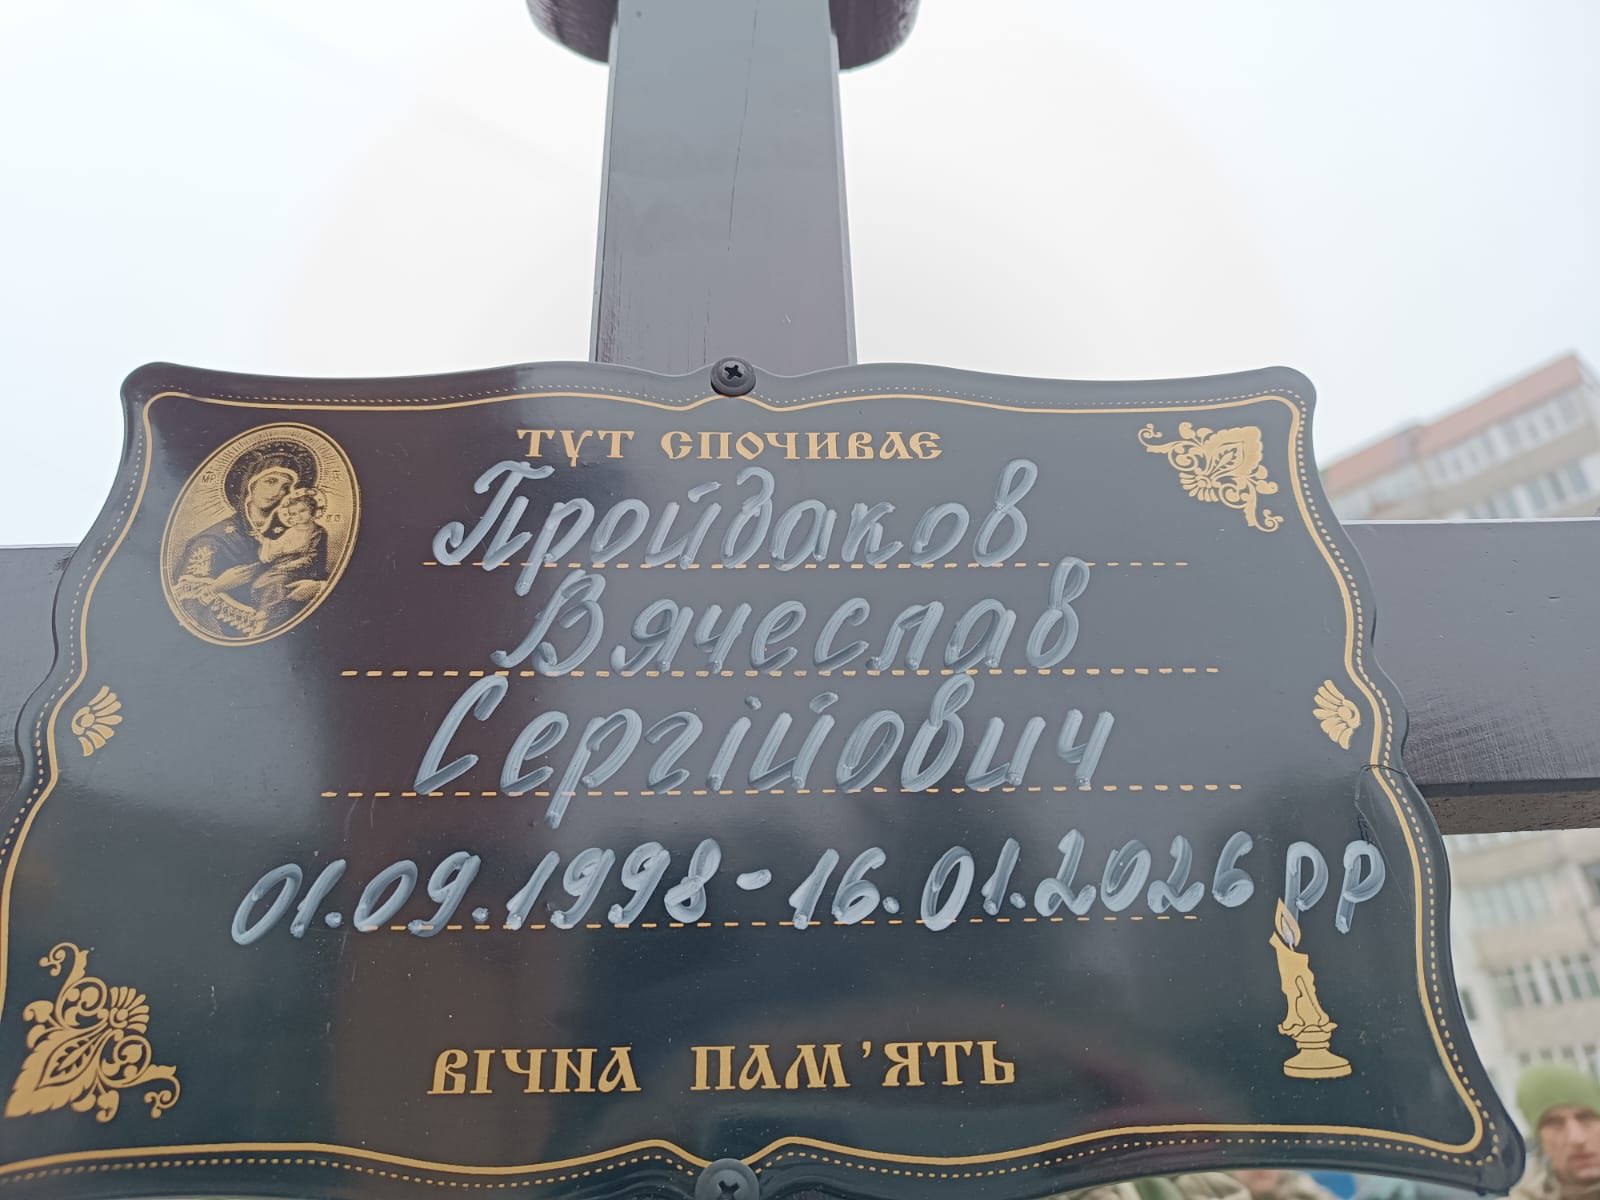 ТУТ СПОЧИВАЄ
Пройдаков
Вячеслав
Сергійович
01.09.1998-16.01.2026 рр
ВІЧНА ПАМ'ЯТЬ